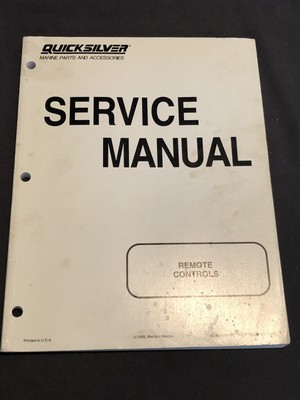 QUICKSILVER
MARINE PARTS AND ACCESSORIES
SERVICE
MANUAL
REMOTE
CONTROLS
Printed in U.S.A.